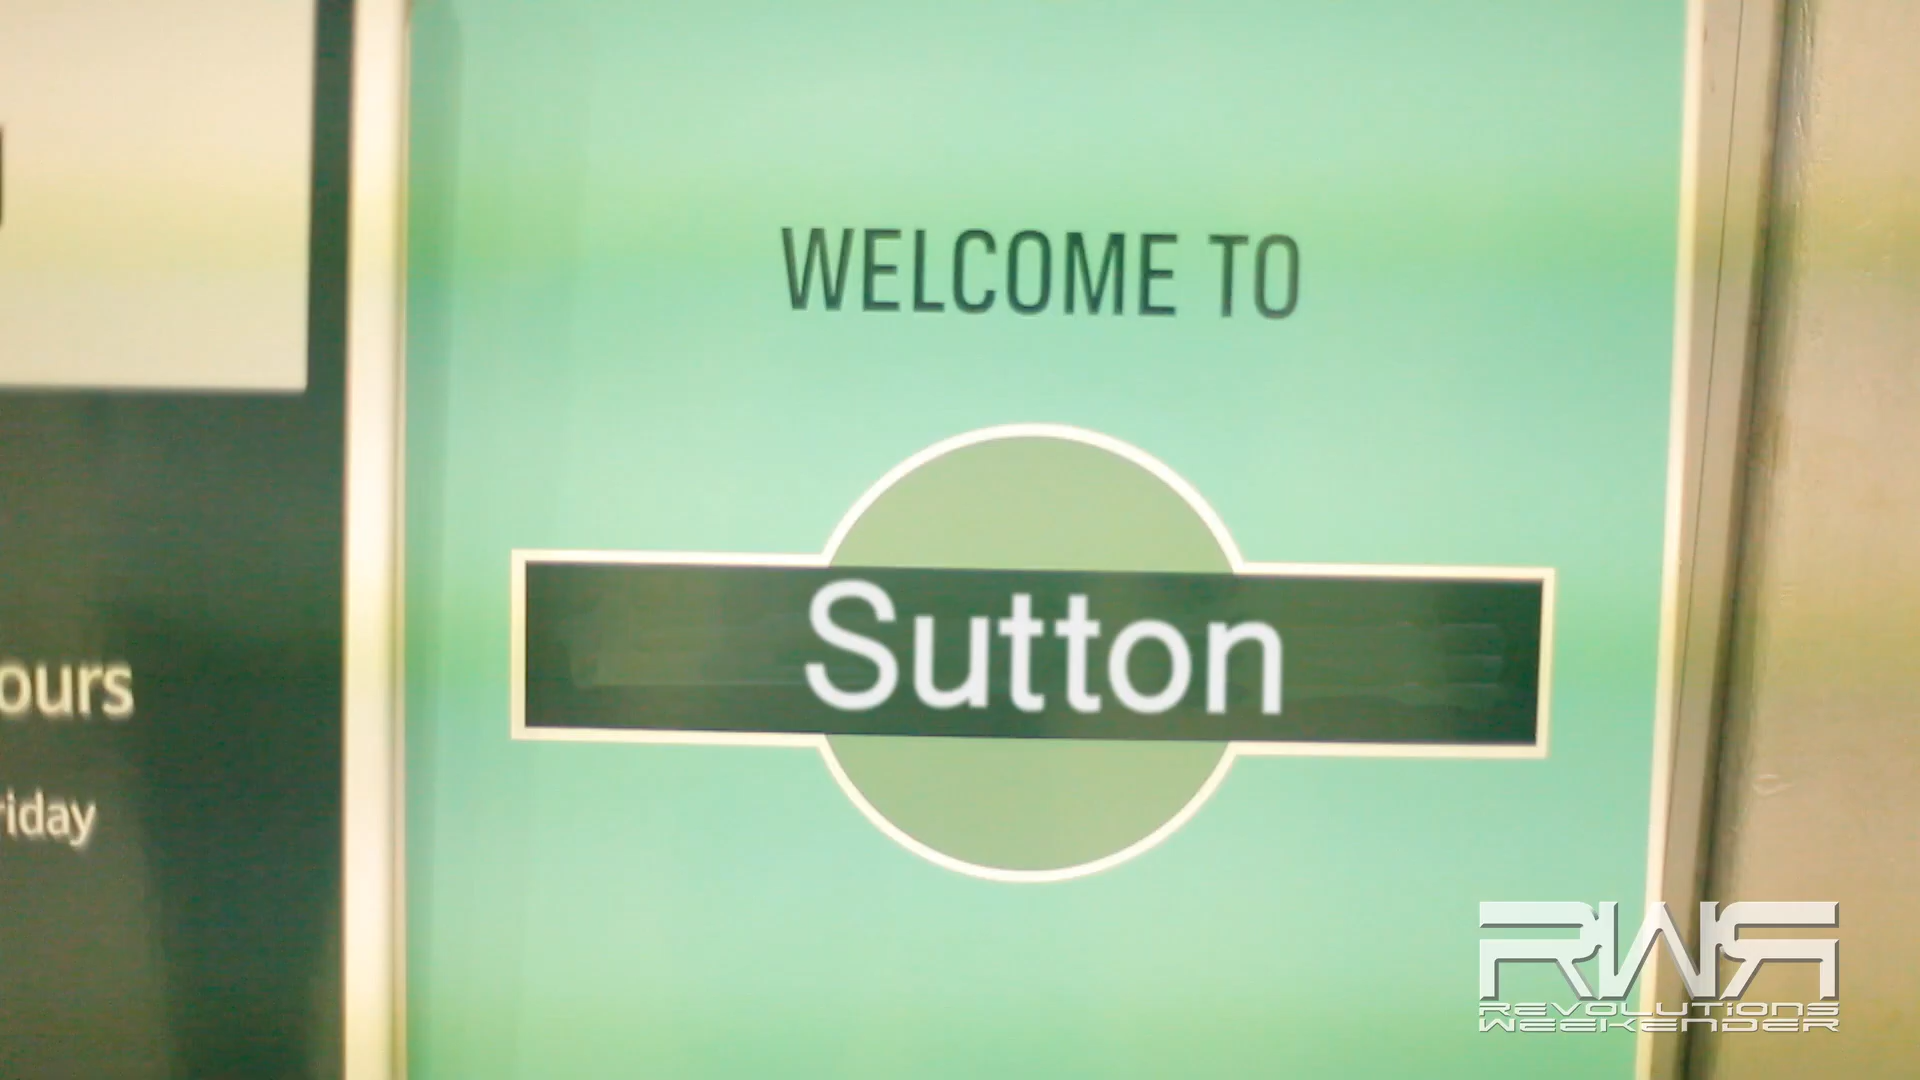 WELCOME TO
Sutton
ours
riday
RWR
REVOLUTIONS
WEEKENDER